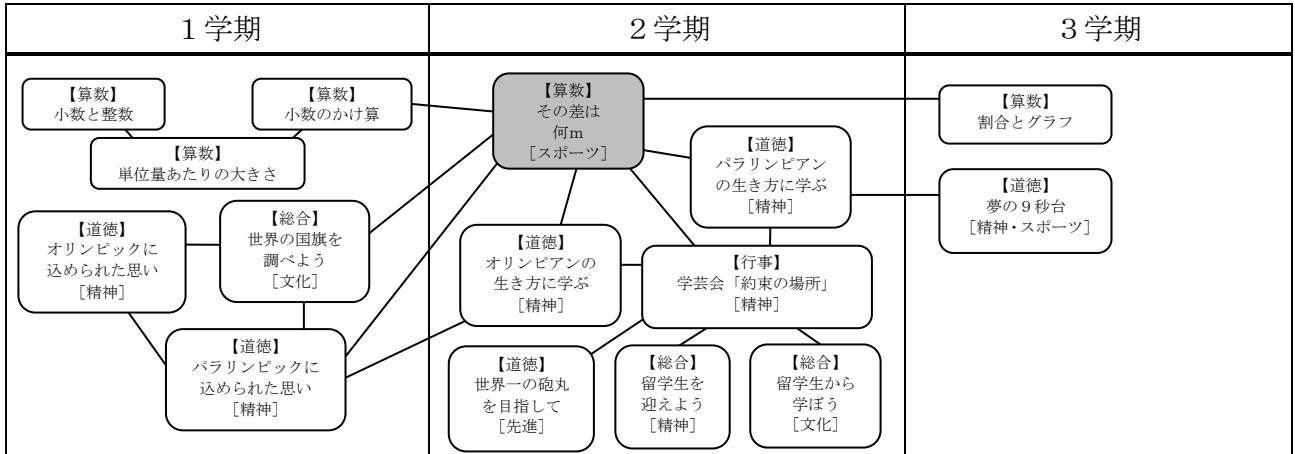 １学期
２学期
３学期
【算数】
小数と整数
【算数】
小数のかけ算
【算数】
単位量あたりの大きさ
【道徳】
オリンピックに
込められた思い
［精神］
【総合】
世界の国旗を
調べよう
［文化］
【道徳】
パラリンピックに
込められた思い
［精神］
【算数】
その差は
何m
［スポーツ］
【道徳】
パラリンピアン
の生き方に学ぶ
［精神］
【道徳】
オリンピアンの
生き方に学ぶ
［精神］
【行事】
学芸会「約束の場所」
［精神］
【道徳】
世界一の砲丸
を目指して
［先進］
【総合】
留学生を
迎えよう
［精神］
【総合】
留学生から
学ぼう
［文化］
【算数】
割合とグラフ
【道徳】
夢の９秒台
［精神・スポーツ］